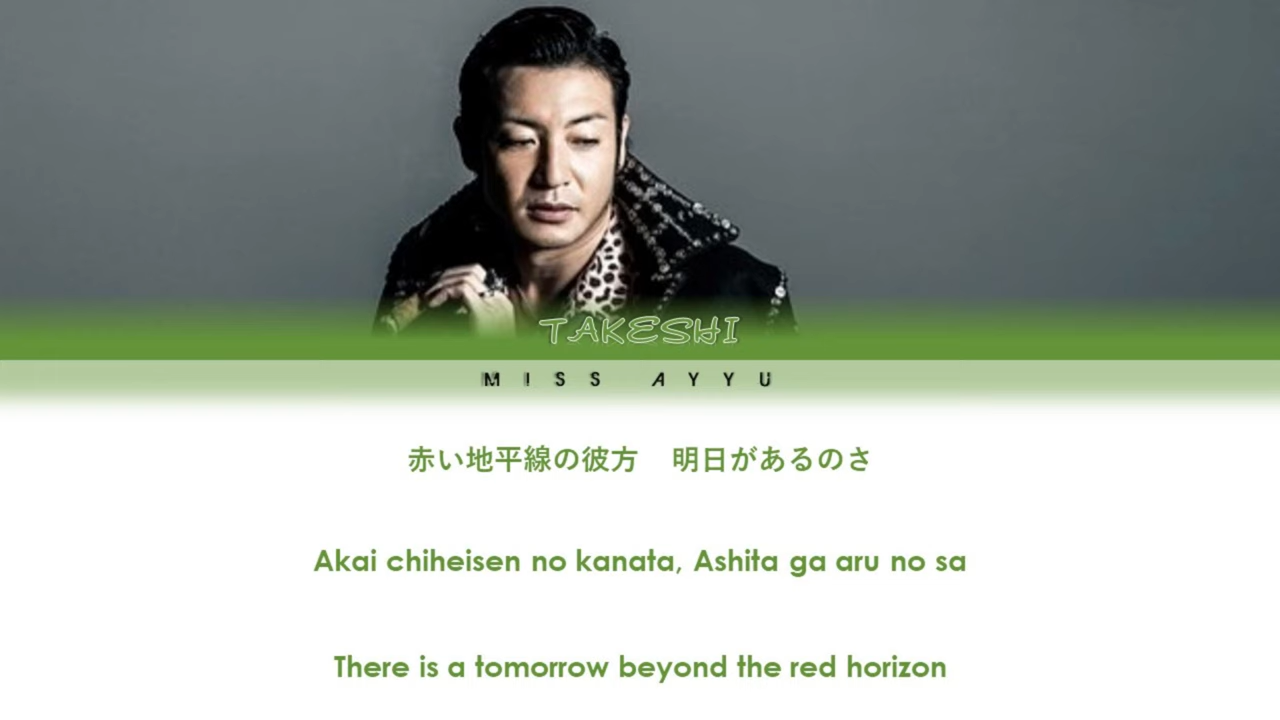 TAKESHI
MISS AYYU
赤い地平線の彼方　明日があるのさ
Akai chiheisen no kanata, Ashita ga aru no sa
There is a tomorrow beyond the red horizon